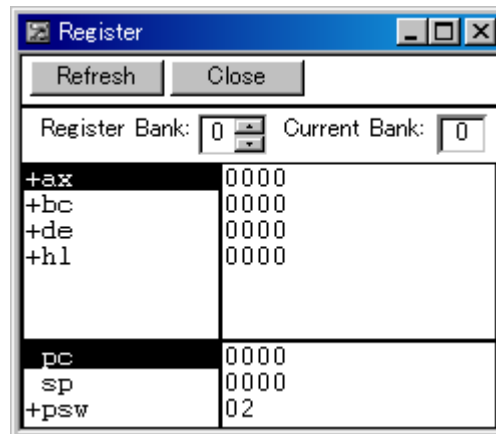 Register
Refresh Close
Register Bank: 0 Current Bank: 0
+ax 0000
+bc 0000
+de 0000
+hl 0000
pc 0000
sp 0000
+psw 02